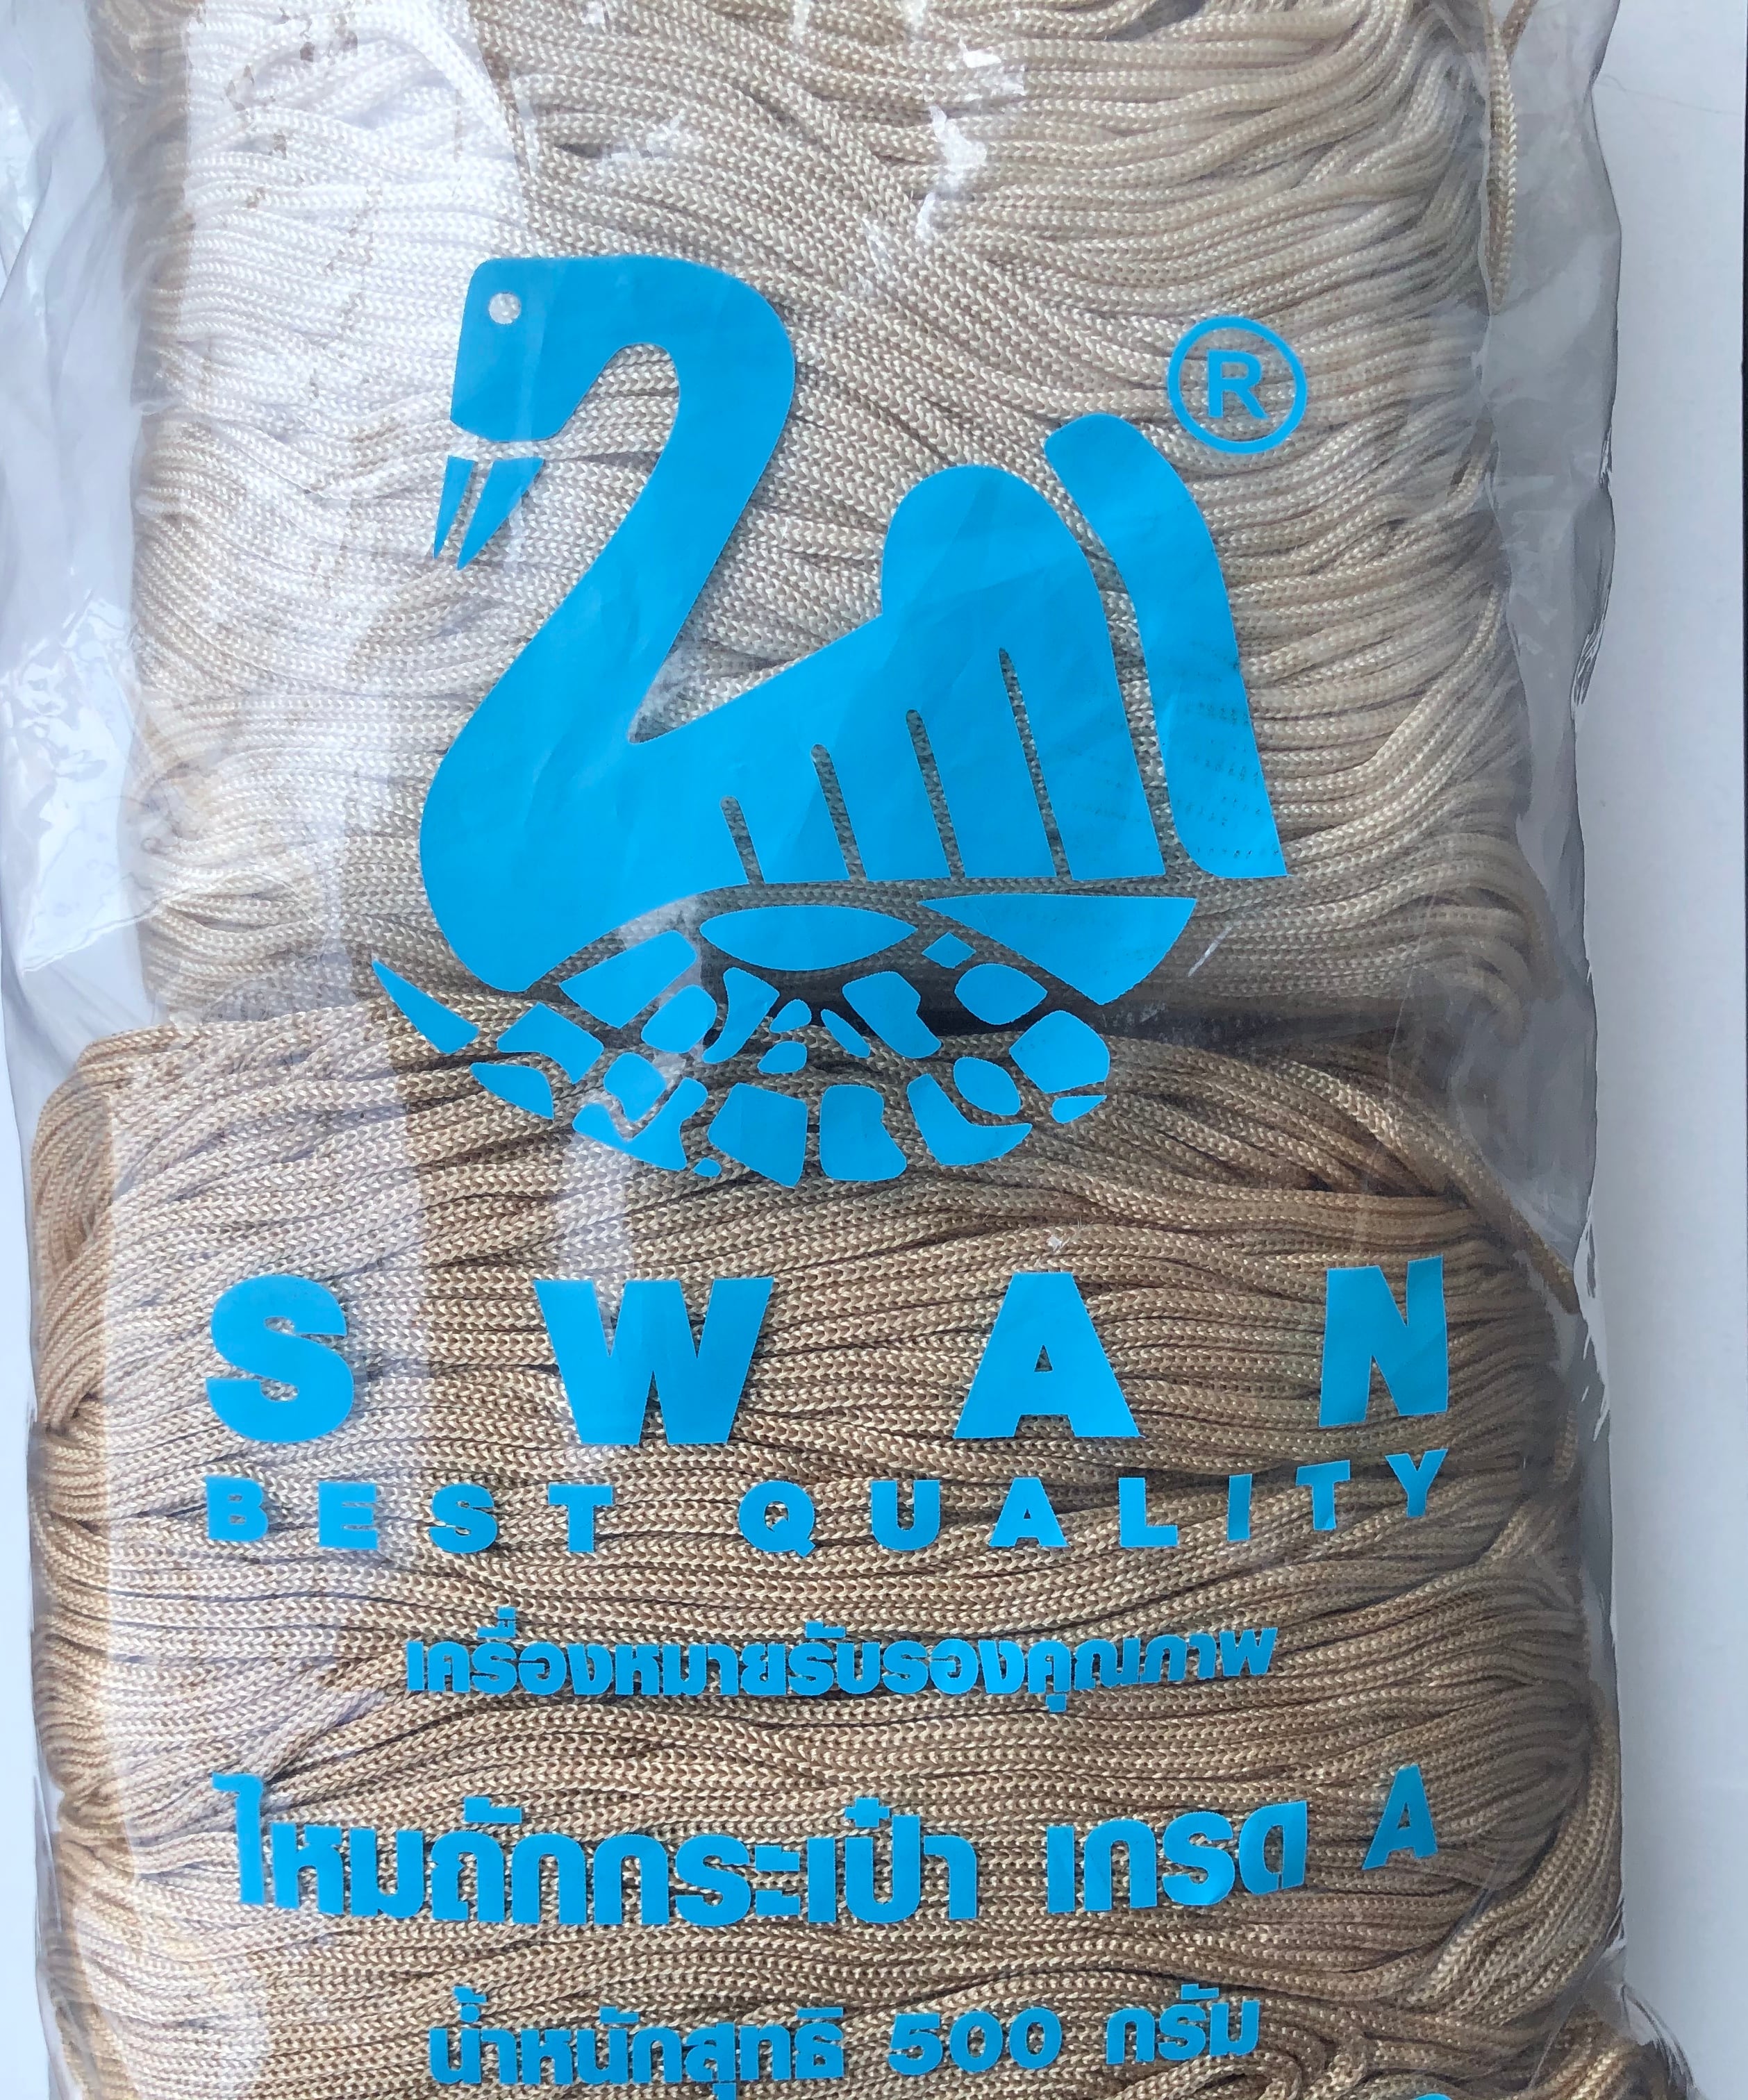 ®
SWAN
BEST QUALITY
เครื่องหมายรับรองคุณภาพ
ไหมถักกระเป๋า เกรด A
น้ำหนักสุทธิ 500 กรัม